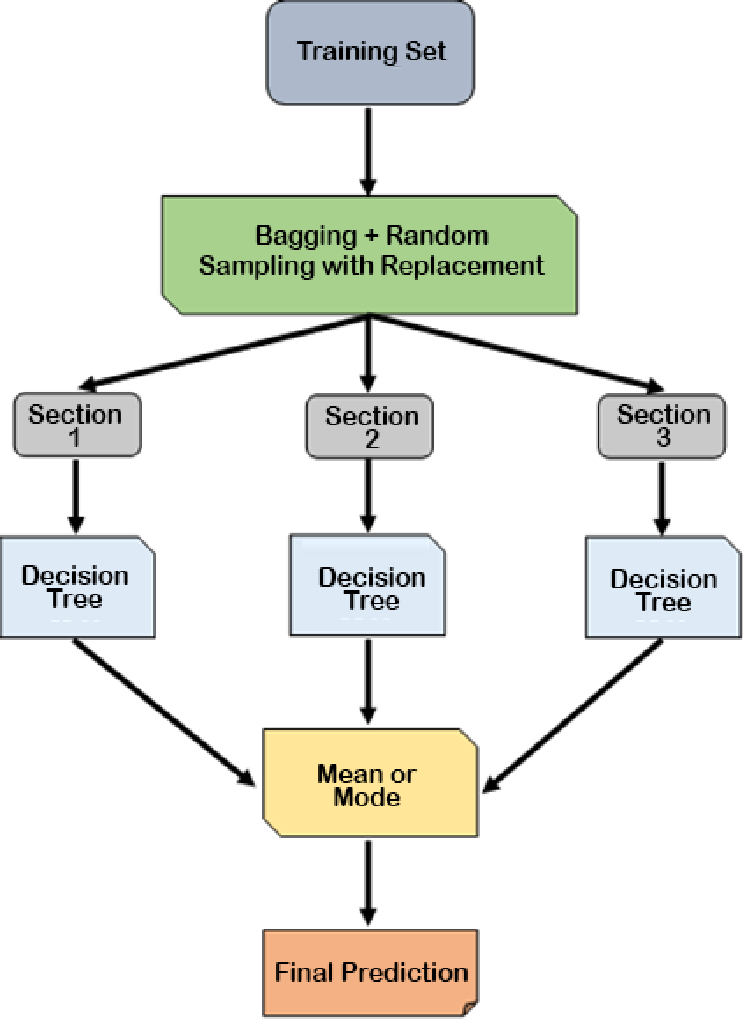 Training Set
Bagging + Random
Sampling with Replacement
Section
1
Section
2
Section
3
Decision
Tree
Decision
Tree
Decision
Tree
Mean or
Mode
Final Prediction